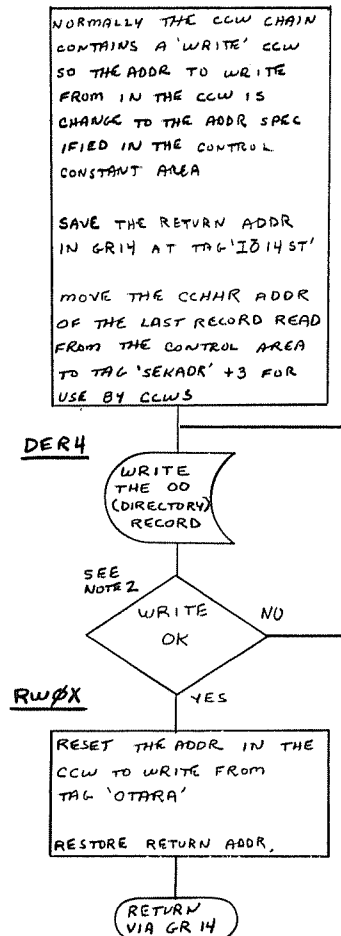 NORMALLY THE CCW CHAIN
CONTAINS A 'WRITE' CCW
SO THE ADDR TO WRITE
FROM IN THE CCW IS
CHANGE TO THE ADDR SPEC
IFIED IN THE CONTROL
CONSTANT AREA
SAVE THE RETURN ADDR
IN GR14 AT TAG 'IŌ14ST'
MOVE THE CCHHR ADDR
OF THE LAST RECORD READ
FROM THE CONTROL AREA
TO TAG 'SEKADR' +3 FOR
USE BY CCWS
DER4
WRITE
THE OO
(DIRECTORY)
RECORD
SEE
NOTE 2
WRITE
OK
NO
YES
RWØX
RESET THE ADDR IN THE
CCW TO WRITE FROM
TAG 'OTARA'
RESTORE RETURN ADDR.
RETURN
VIA GR 14